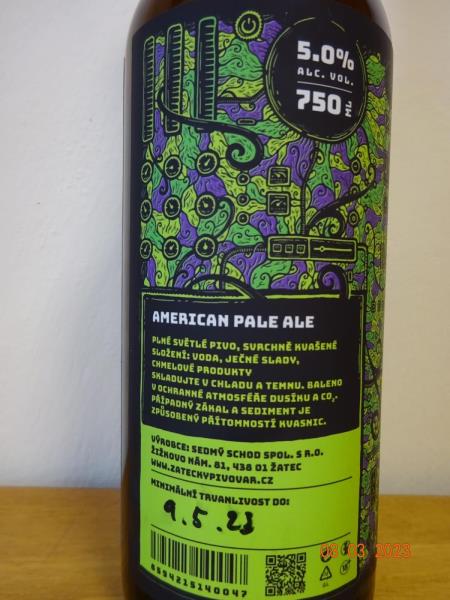 5.0%
ALC. VOL.
750 ML
AMERICAN PALE ALE
PLNÉ SVĚTLÉ PIVO, SVRCHNĚ KVAŠENÉ
SLOŽENÍ: VODA, JEČNÉ SLADY,
CHMELOVÉ PRODUKTY
SKLADUJTE V CHLADU A TEMNU. BALENO
V OCHRANNÉ ATMOSFÉŘE DUSÍKU A CO₂.
PŘÍPADNÝ ZÁKAL A SEDIMENT JE
ZPŮSOBENÝ PŘÍTOMNOSTÍ KVASNIC.
VÝROBCE: SEDMÝ SCHOD SPOL. S R.O.
ŽIŽKOVO NÁM. 81, 438 01 ŽATEC
WWW.ZATECKYPIVOVAR.CZ
MINIMÁLNÍ TRVANLIVOST DO:
9.5.23
8594215140047
08 03 2023